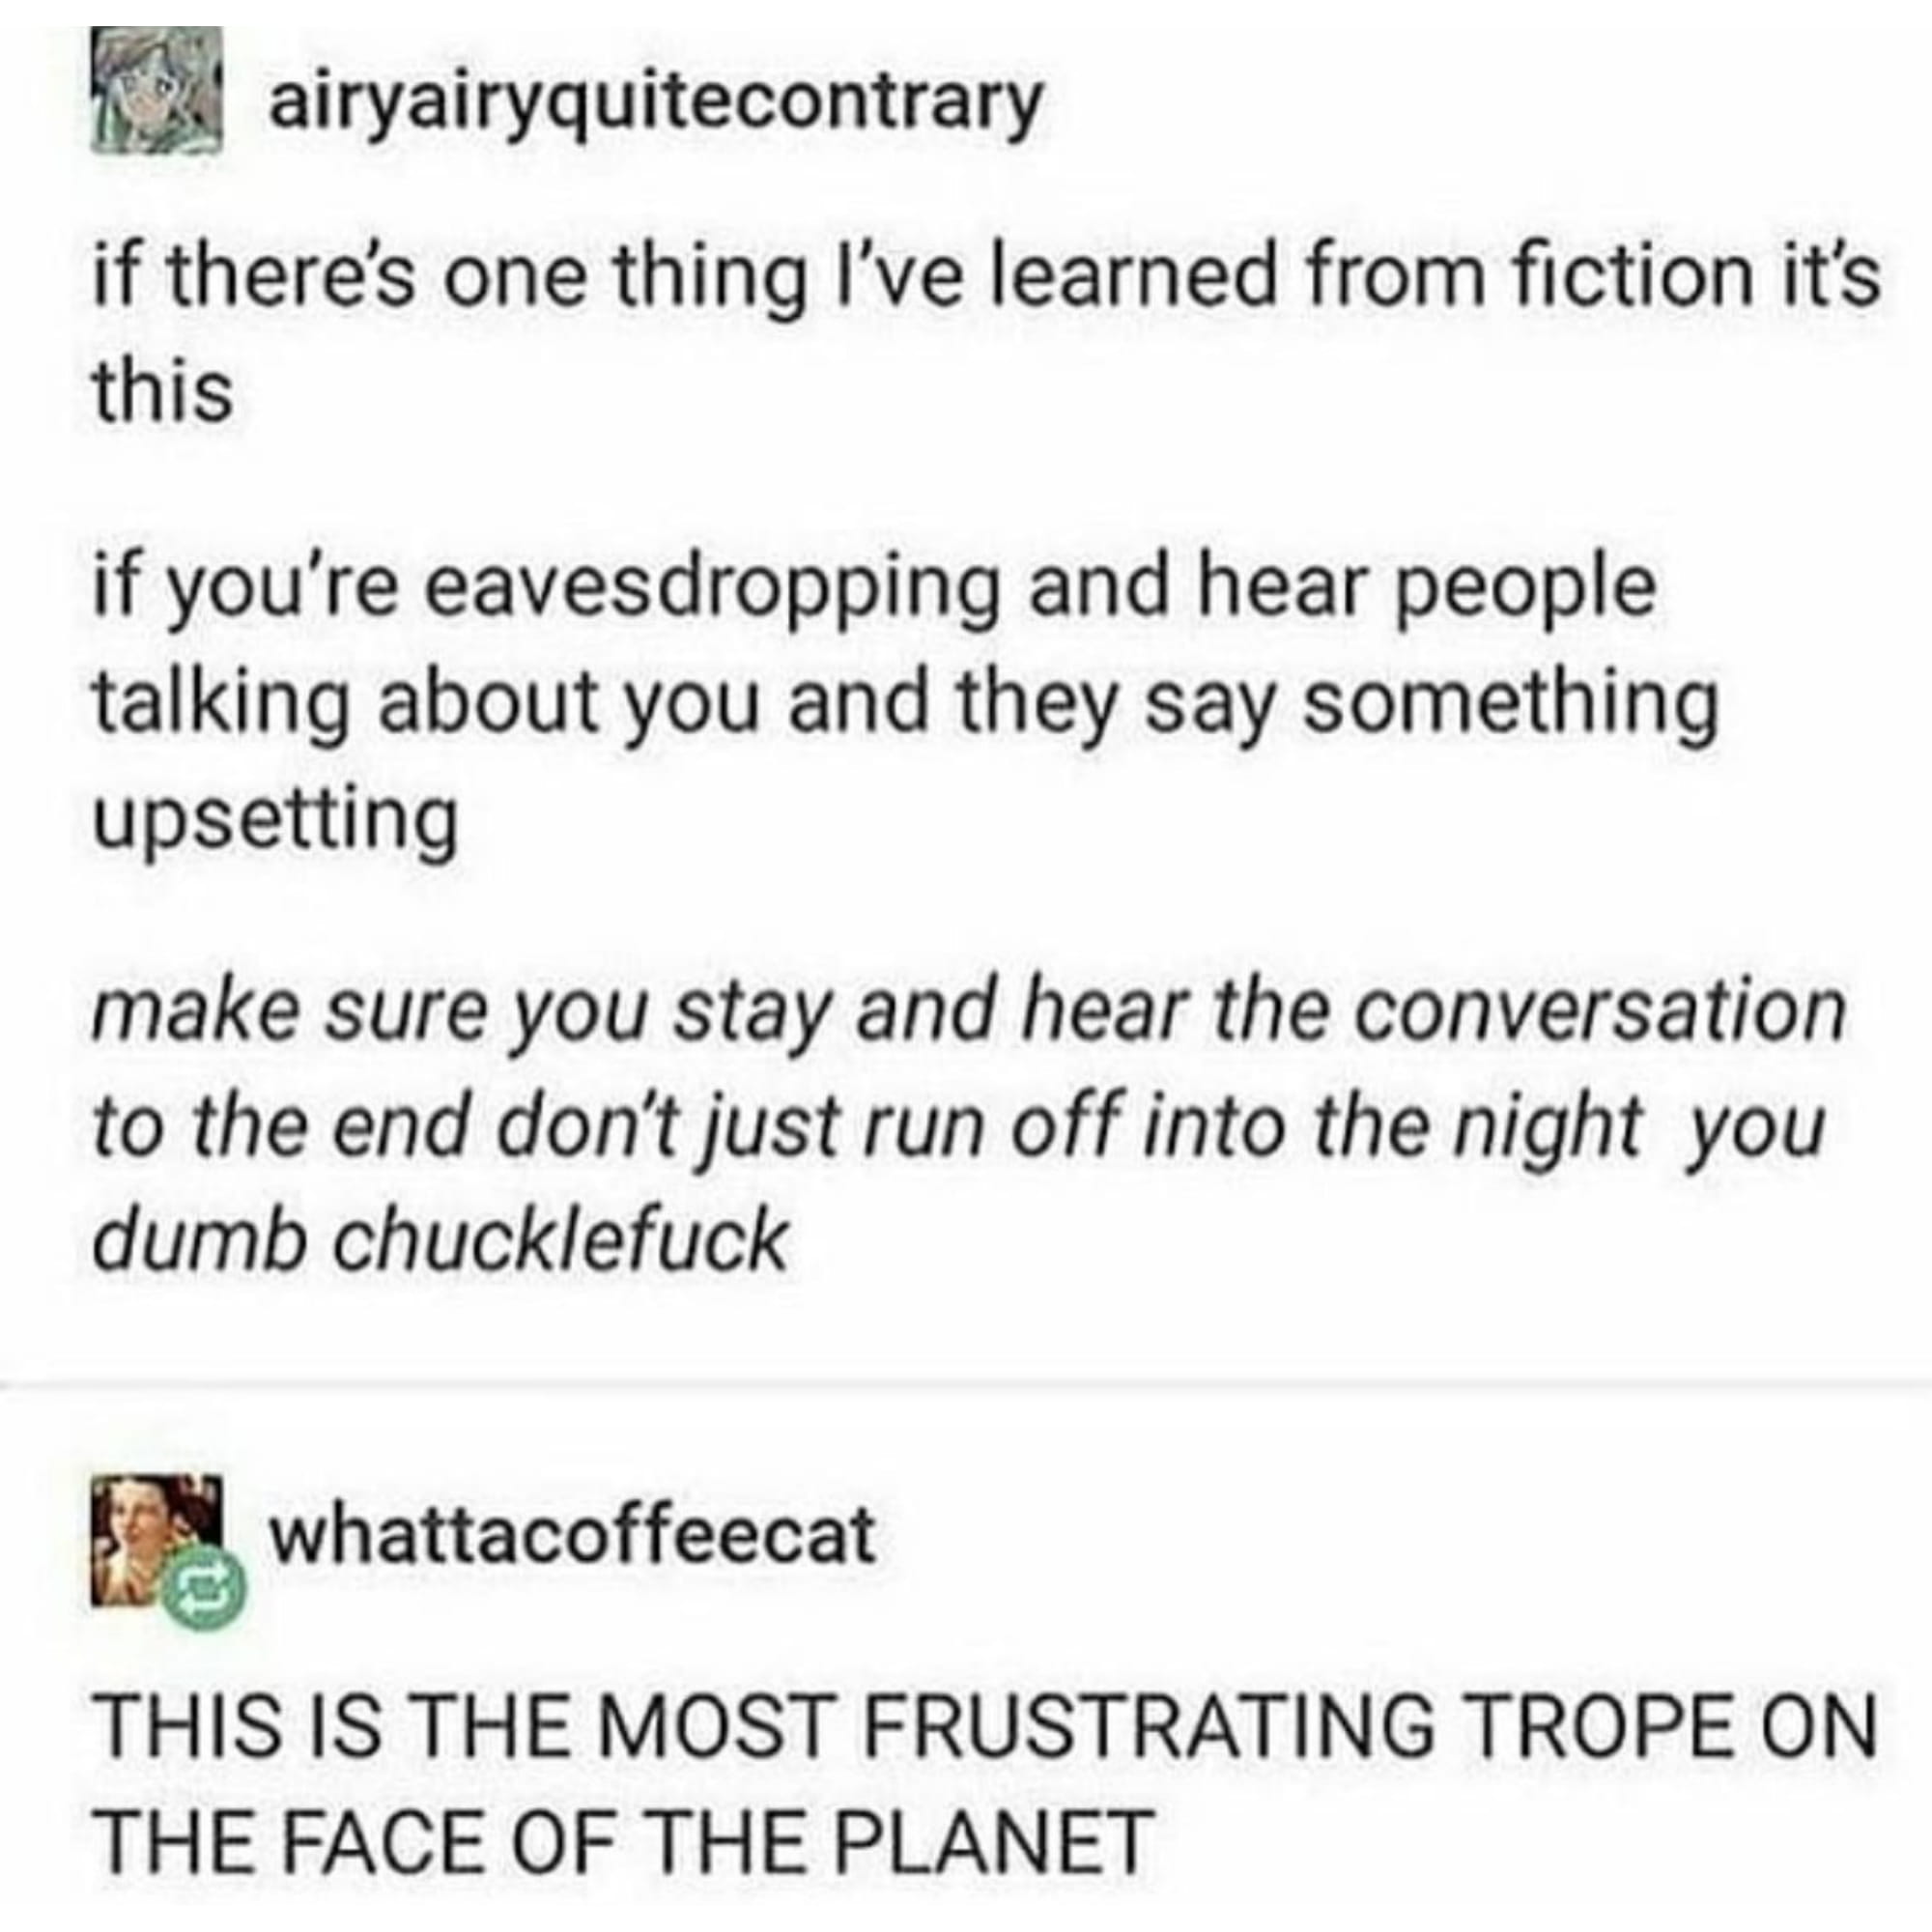 airyairyquitecontrary
if there's one thing I've learned from fiction it's
this
if you're eavesdropping and hear people
talking about you and they say something
upsetting
make sure you stay and hear the conversation
to the end don't just run off into the night  you
dumb chucklefuck
whattacoffeecat
THIS IS THE MOST FRUSTRATING TROPE ON
THE FACE OF THE PLANET